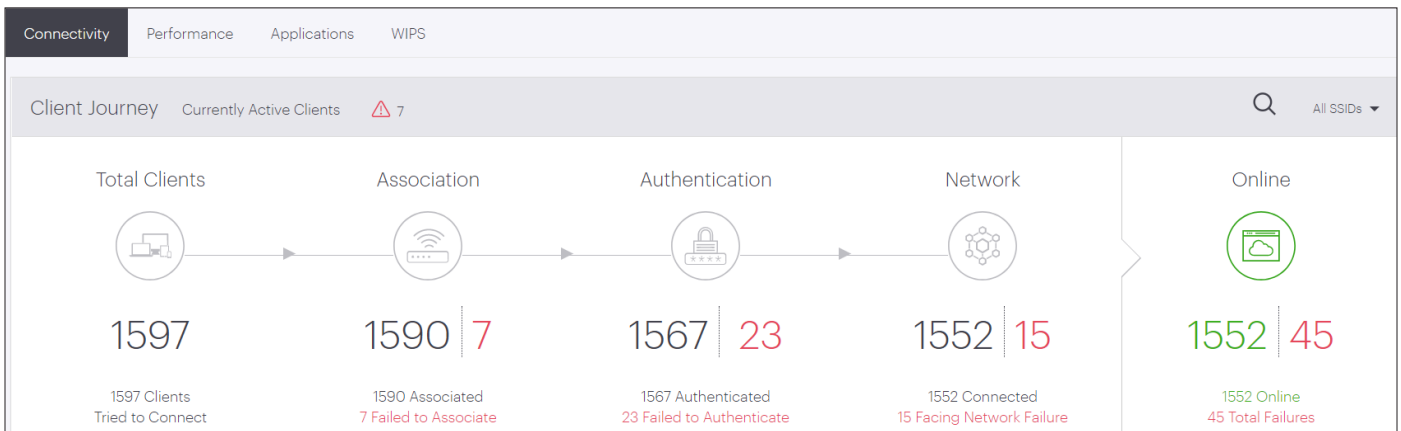 Connectivity Performance Applications WIPS
Client Journey Currently Active Clients 7 All SSIDs
Total Clients Association Authentication Network Online
****
1597 1590 7 1567 23 1552 15 1552 45
1597 Clients 1590 Associated 1567 Authenticated 1552 Connected 1552 Online
Tried to Connect 7 Failed to Associate 23 Failed to Authenticate 15 Facing Network Failure 45 Total Failures